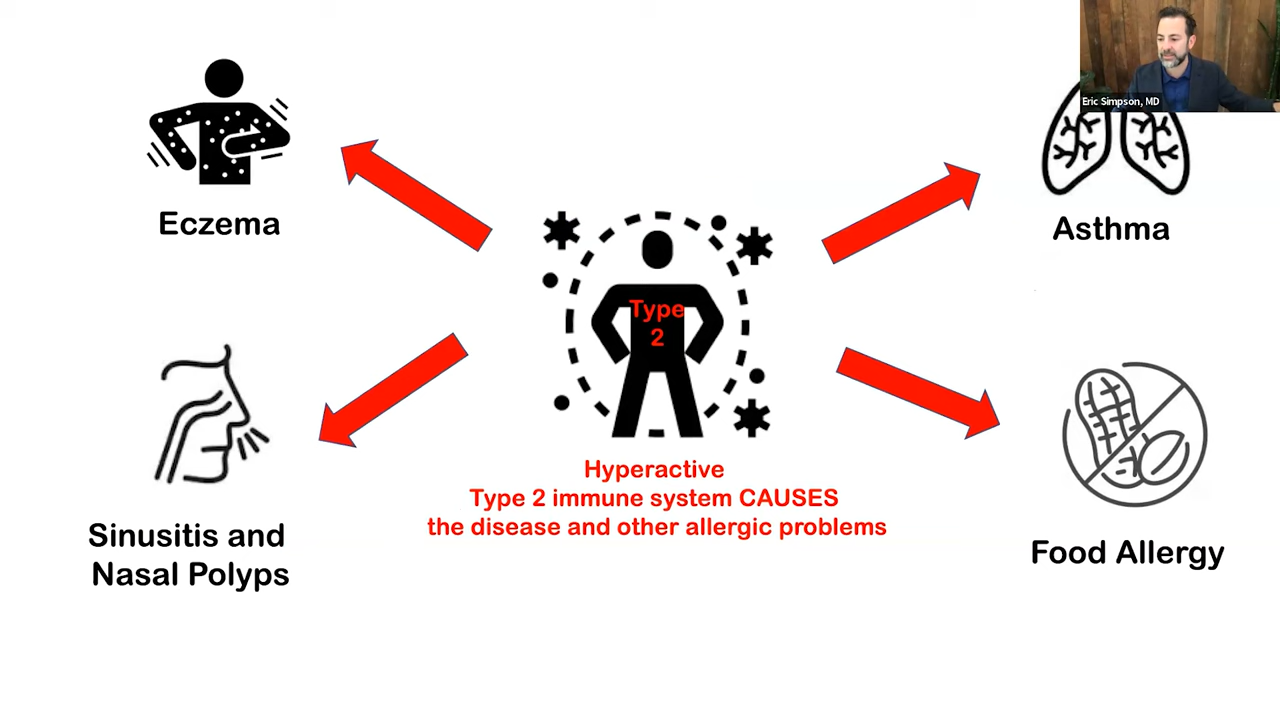 Eric Simpson, MD
Eczema
Asthma
Type
2
Hyperactive
Type 2 immune system CAUSES
the disease and other allergic problems
Sinusitis and
Nasal Polyps
Food Allergy